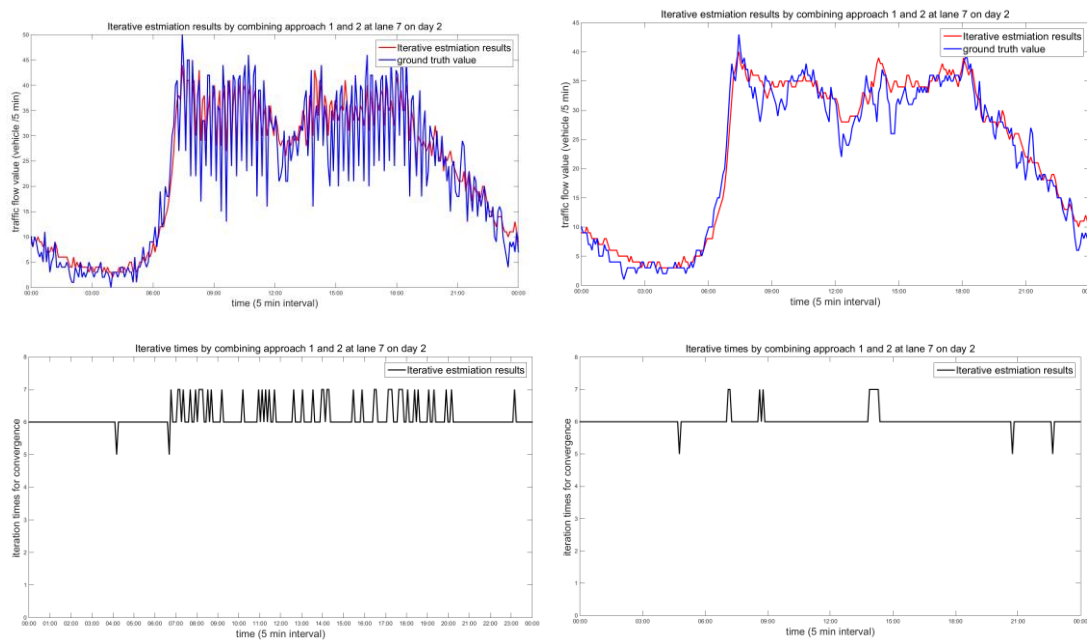 Iterative estmiation results by combining approach 1 and 2 at lane 7 on day 2
Iterative estmiation results
ground truth value
traffic flow value (vehicle /5 min)
50
45
40
35
30
25
20
15
10
5
0
00:00 03:00 06:00 09:00 12:00 15:00 18:00 21:00 00:00
time (5 min interval)
Iterative estmiation results by combining approach 1 and 2 at lane 7 on day 2
Iterative estmiation results
ground truth value
traffic flow value (vehicle /5 min)
45
40
35
30
25
20
15
10
5
0
00:00 03:00 06:00 09:00 12:00 15:00 18:00 21:00 00:00
time (5 min interval)
Iterative times by combining approach 1 and 2 at lane 7 on day 2
Iterative estmiation results
iteration times for convergence
8
7
6
5
4
3
2
1
0
00:00 01:00 02:00 03:00 04:00 05:00 06:00 07:00 08:00 09:00 10:00 11:00 12:00 13:00 14:00 15:00 16:00 17:00 18:00 19:00 20:00 21:00 22:00 23:00 00:00
time (5 min interval)
Iterative times by combining approach 1 and 2 at lane 7 on day 2
Iterative estmiation results
iteration times for convergence
8
7
6
5
4
3
2
1
0
00:00 03:00 06:00 09:00 12:00 15:00 18:00 21:00 00:00
time (5 min interval)